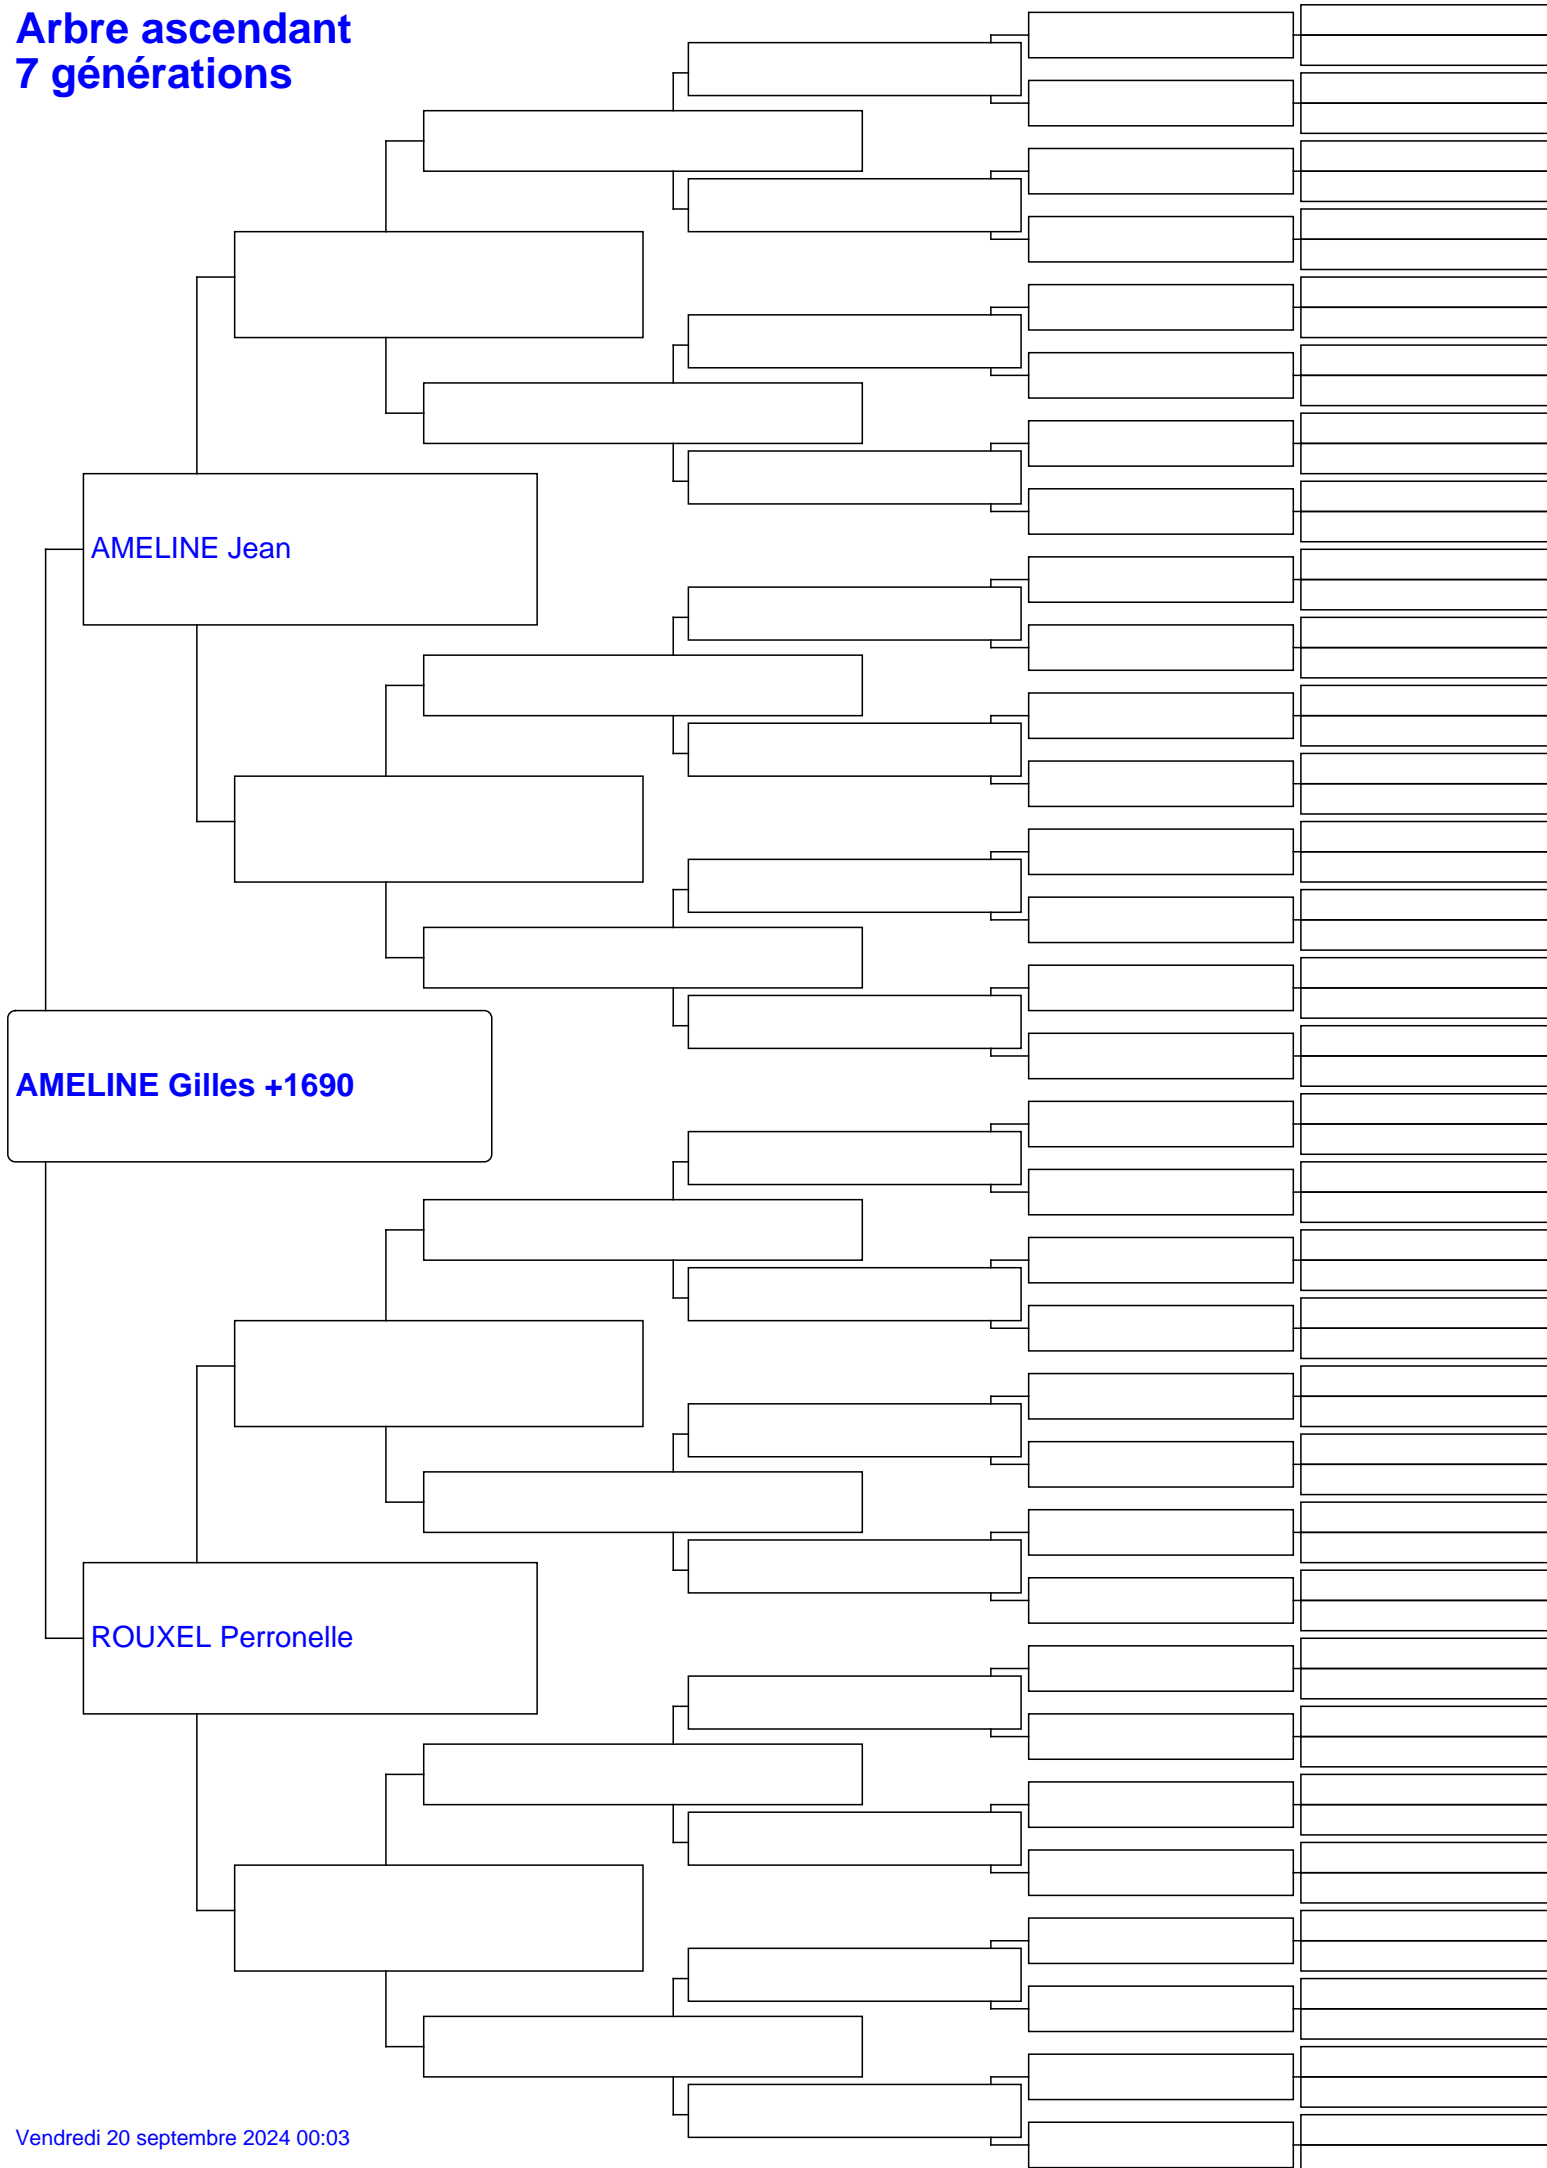 Arbre ascendant
7 générations
AMELINE Jean
AMELINE Gilles +1690
ROUXEL Perronelle
Vendredi 20 septembre 2024 00:03